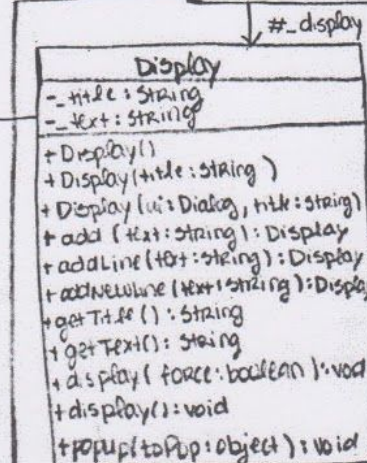 #_display
Display
-_title : String
-_text : String
+ Display()
+ Display(title : String)
+ Display(ui : Dialog, title : String)
+ add (text : String) : Display
+ addLine(text : String) : Display
+ addNewLine (text : String) : Displa
+ getTitle() : String
+ getText() : String
+ display( force : boolean ) : void
+ display() : void
+ popup(toPop : object) : void